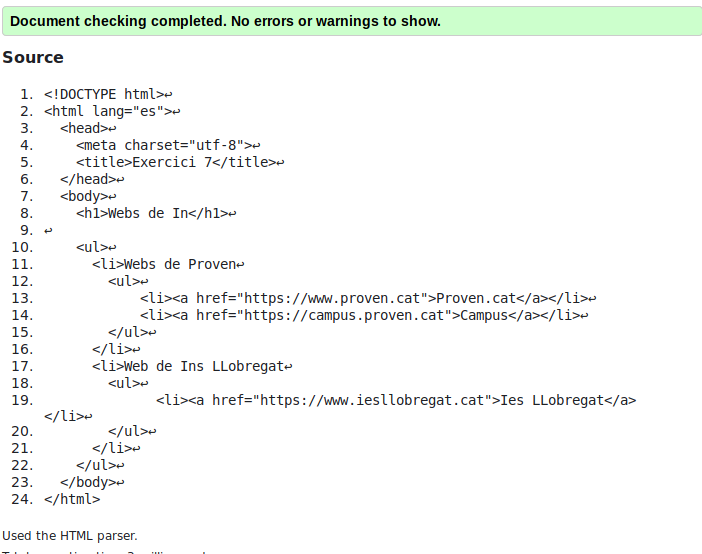 Document checking completed. No errors or warnings to show.
Source
1. <!DOCTYPE html>↩
2. <html lang="es">↩
3. <head>↩
4. <meta charset="utf-8">↩
5. <title>Exercici 7</title>↩
6. </head>↩
7. <body>↩
8. <h1>Webs de In</h1>↩
9. ↩
10. <ul>↩
11. <li>Webs de Proven↩
12. <ul>↩
13. <li><a href="https://www.proven.cat">Proven.cat</a></li>↩
14. <li><a href="https://campus.proven.cat">Campus</a></li>↩
15. </ul>↩
16. </li>↩
17. <li>Web de Ins LLobregat↩
18. <ul>↩
19. <li><a href="https://www.iesllobregat.cat">Ies LLobregat</a>
</li>↩
20. </ul>↩
21. </li>↩
22. </ul>↩
23. </body>↩
24. </html>
Used the HTML parser.